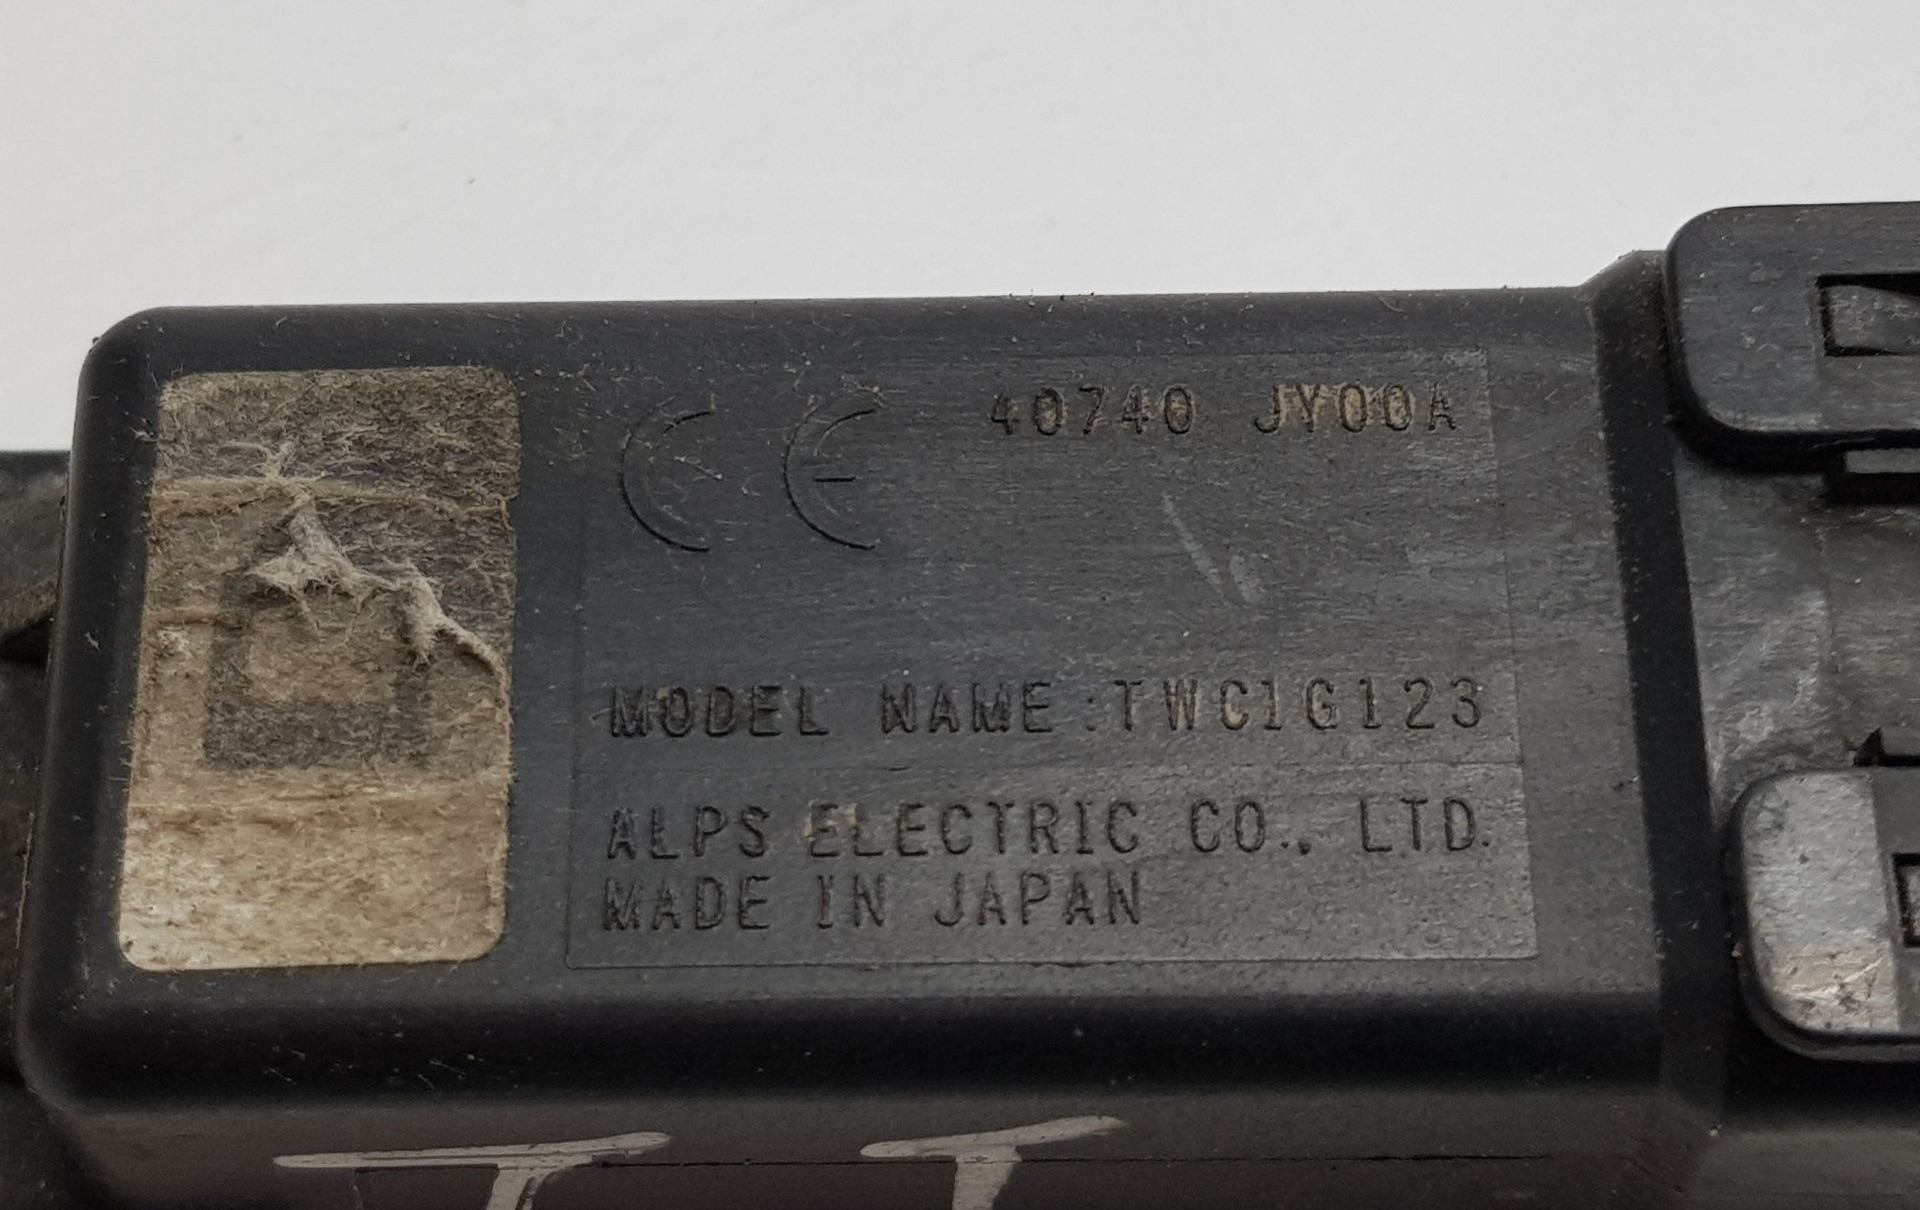 CE 40740 JY00A
MODEL NAME:TWC1G123
ALPS ELECTRIC CO., LTD.
MADE IN JAPAN